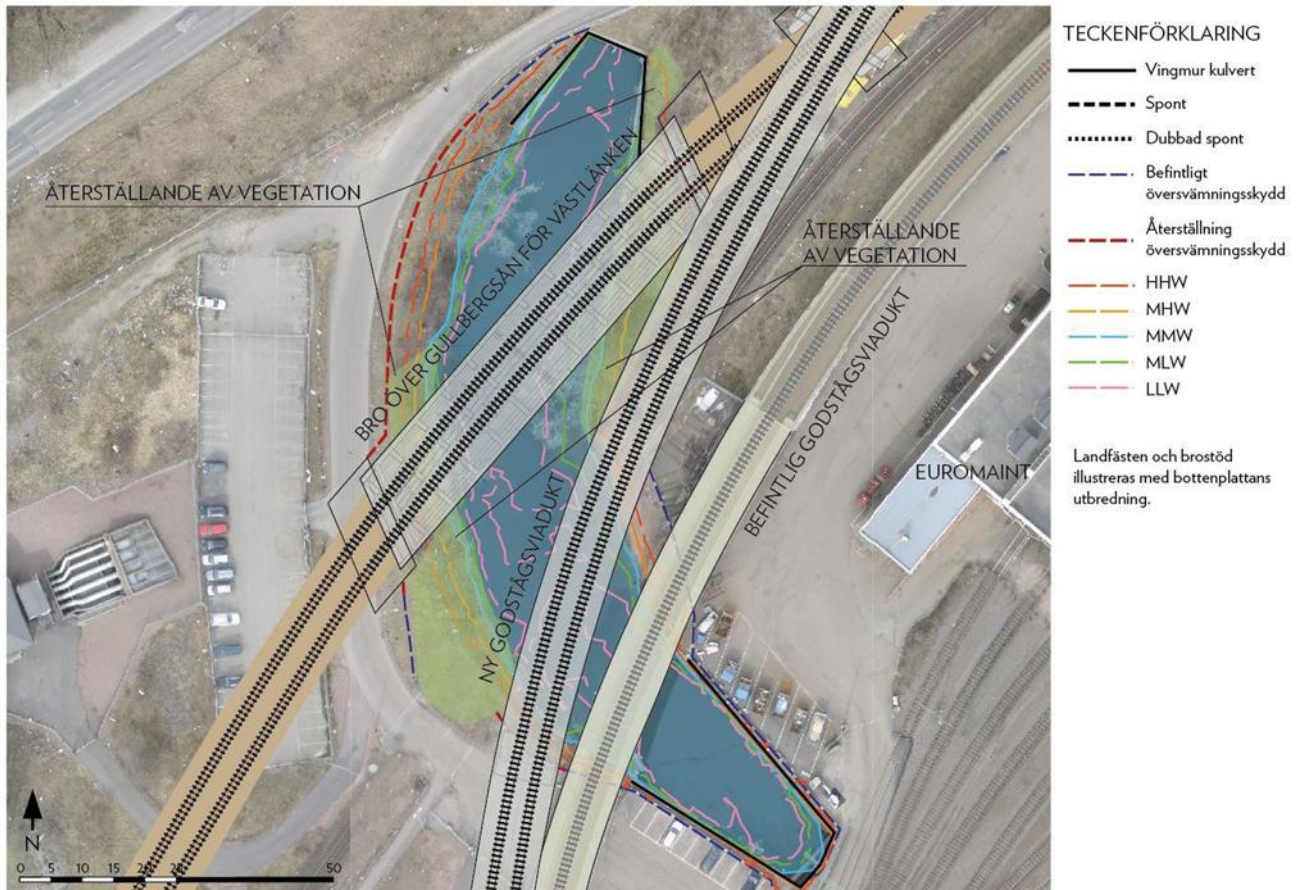 ÅTERSTÄLLANDE AV VEGETATION
BRO ÖVER GULLBERGSÅN FÖR VÄSTLÄNKEN
ÅTERSTÄLLANDE
AV VEGETATION
NY GODSTÅGSVIADUKT
BEFINTLIG GODSTÅGSVIADUKT
EUROMAINT
N
0 5 10 15 20 25 50
TECKENFÖRKLARING
Vingmur kulvert
Spont
Dubbad spont
Befintligt
översvämningsskydd
Återställning
översvämningsskydd
HHW
MHW
MMW
MLW
LLW
Landfästen och brostöd
illustreras med bottenplattans
utbredning.